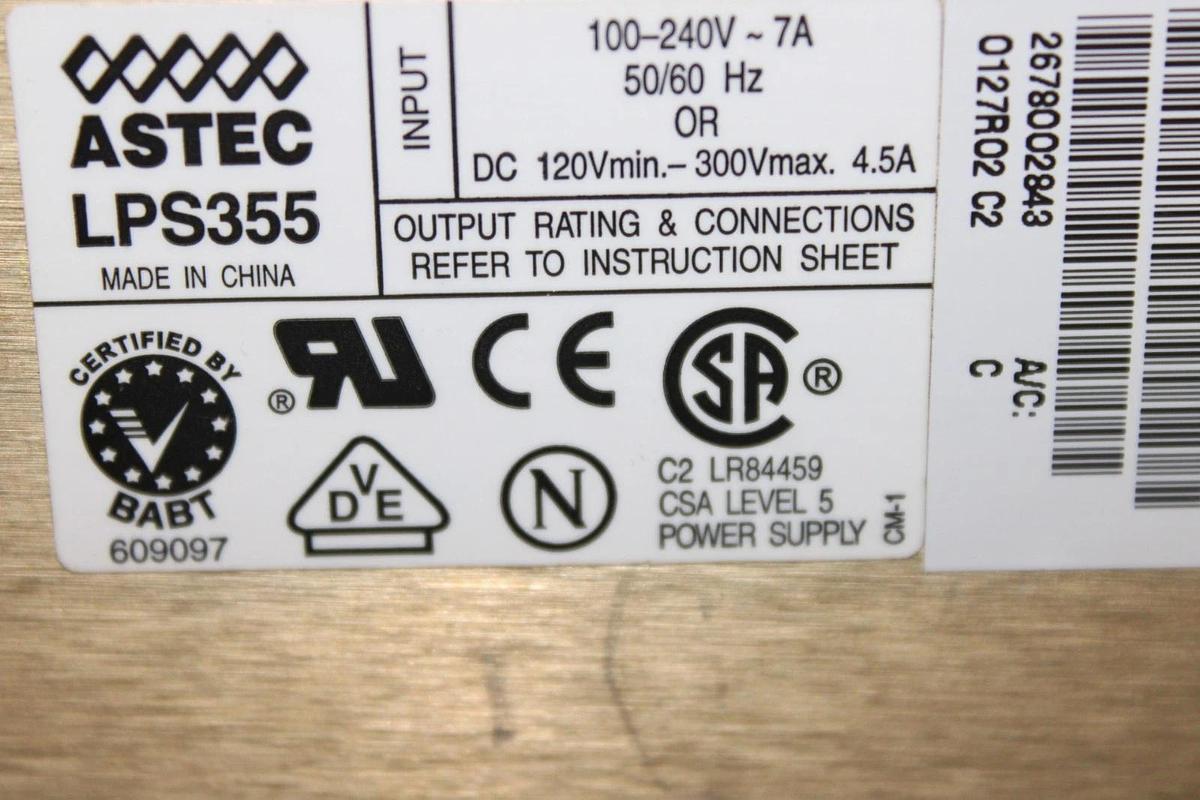 ASTEC
LPS355
MADE IN CHINA
INPUT
100–240V ~ 7A
50/60 Hz
OR
DC 120Vmin.– 300Vmax. 4.5A
OUTPUT RATING & CONNECTIONS
REFER TO INSTRUCTION SHEET
CERTIFIED BY
BABT
609097
® RU
CE
SA ®
VDE
N
C2 LR84459
CSA LEVEL 5
POWER SUPPLY
CM-1
2678002843
0127R02 C2
A/C:
C